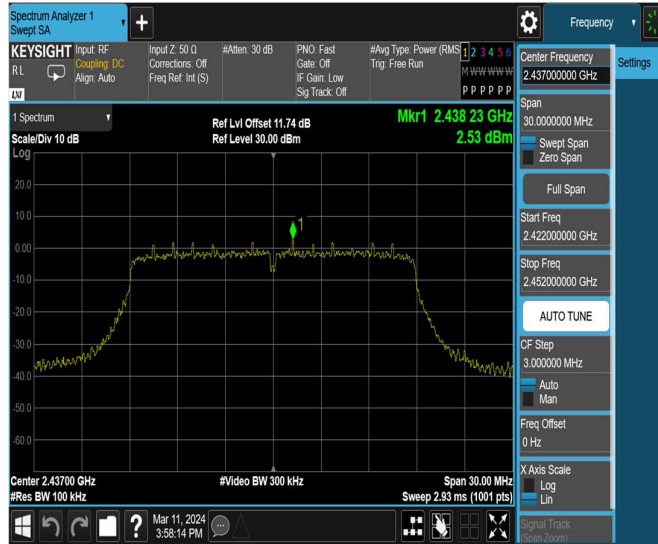 Spectrum Analyzer 1
Swept SA
Frequency
KEYSIGHT
RL
LXI
Input: RF
Coupling: DC
Align: Auto
Input Z: 50 Ω
Corrections: Off
Freq Ref: Int (S)
#Atten: 30 dB
PNO: Fast
Gate: Off
IF Gain: Low
Sig Track: Off
#Avg Type: Power (RMS
Trig: Free Run
1 2 3 4 5 6
M W W W W W
P P P P P P
Center Frequency
2.437000000 GHz
Settings
Span
30.0000000 MHz
Swept Span
Zero Span
Full Span
Start Freq
2.422000000 GHz
Stop Freq
2.452000000 GHz
AUTO TUNE
CF Step
3.000000 MHz
Auto
Man
Freq Offset
0 Hz
X Axis Scale
Log
Lin
Signal Track
(Span Zoom)
1 Spectrum
Scale/Div 10 dB
Ref Lvl Offset 11.74 dB
Ref Level 30.00 dBm
Mkr1 2.438 23 GHz
2.53 dBm
Log
20.0
10.0
1
0.00
-10.0
-20.0
-30.0
-40.0
-50.0
-60.0
Center 2.43700 GHz
#Res BW 100 kHz
#Video BW 300 kHz
Span 30.00 MHz
Sweep 2.93 ms (1001 pts)
?
Mar 11, 2024
3:58:14 PM